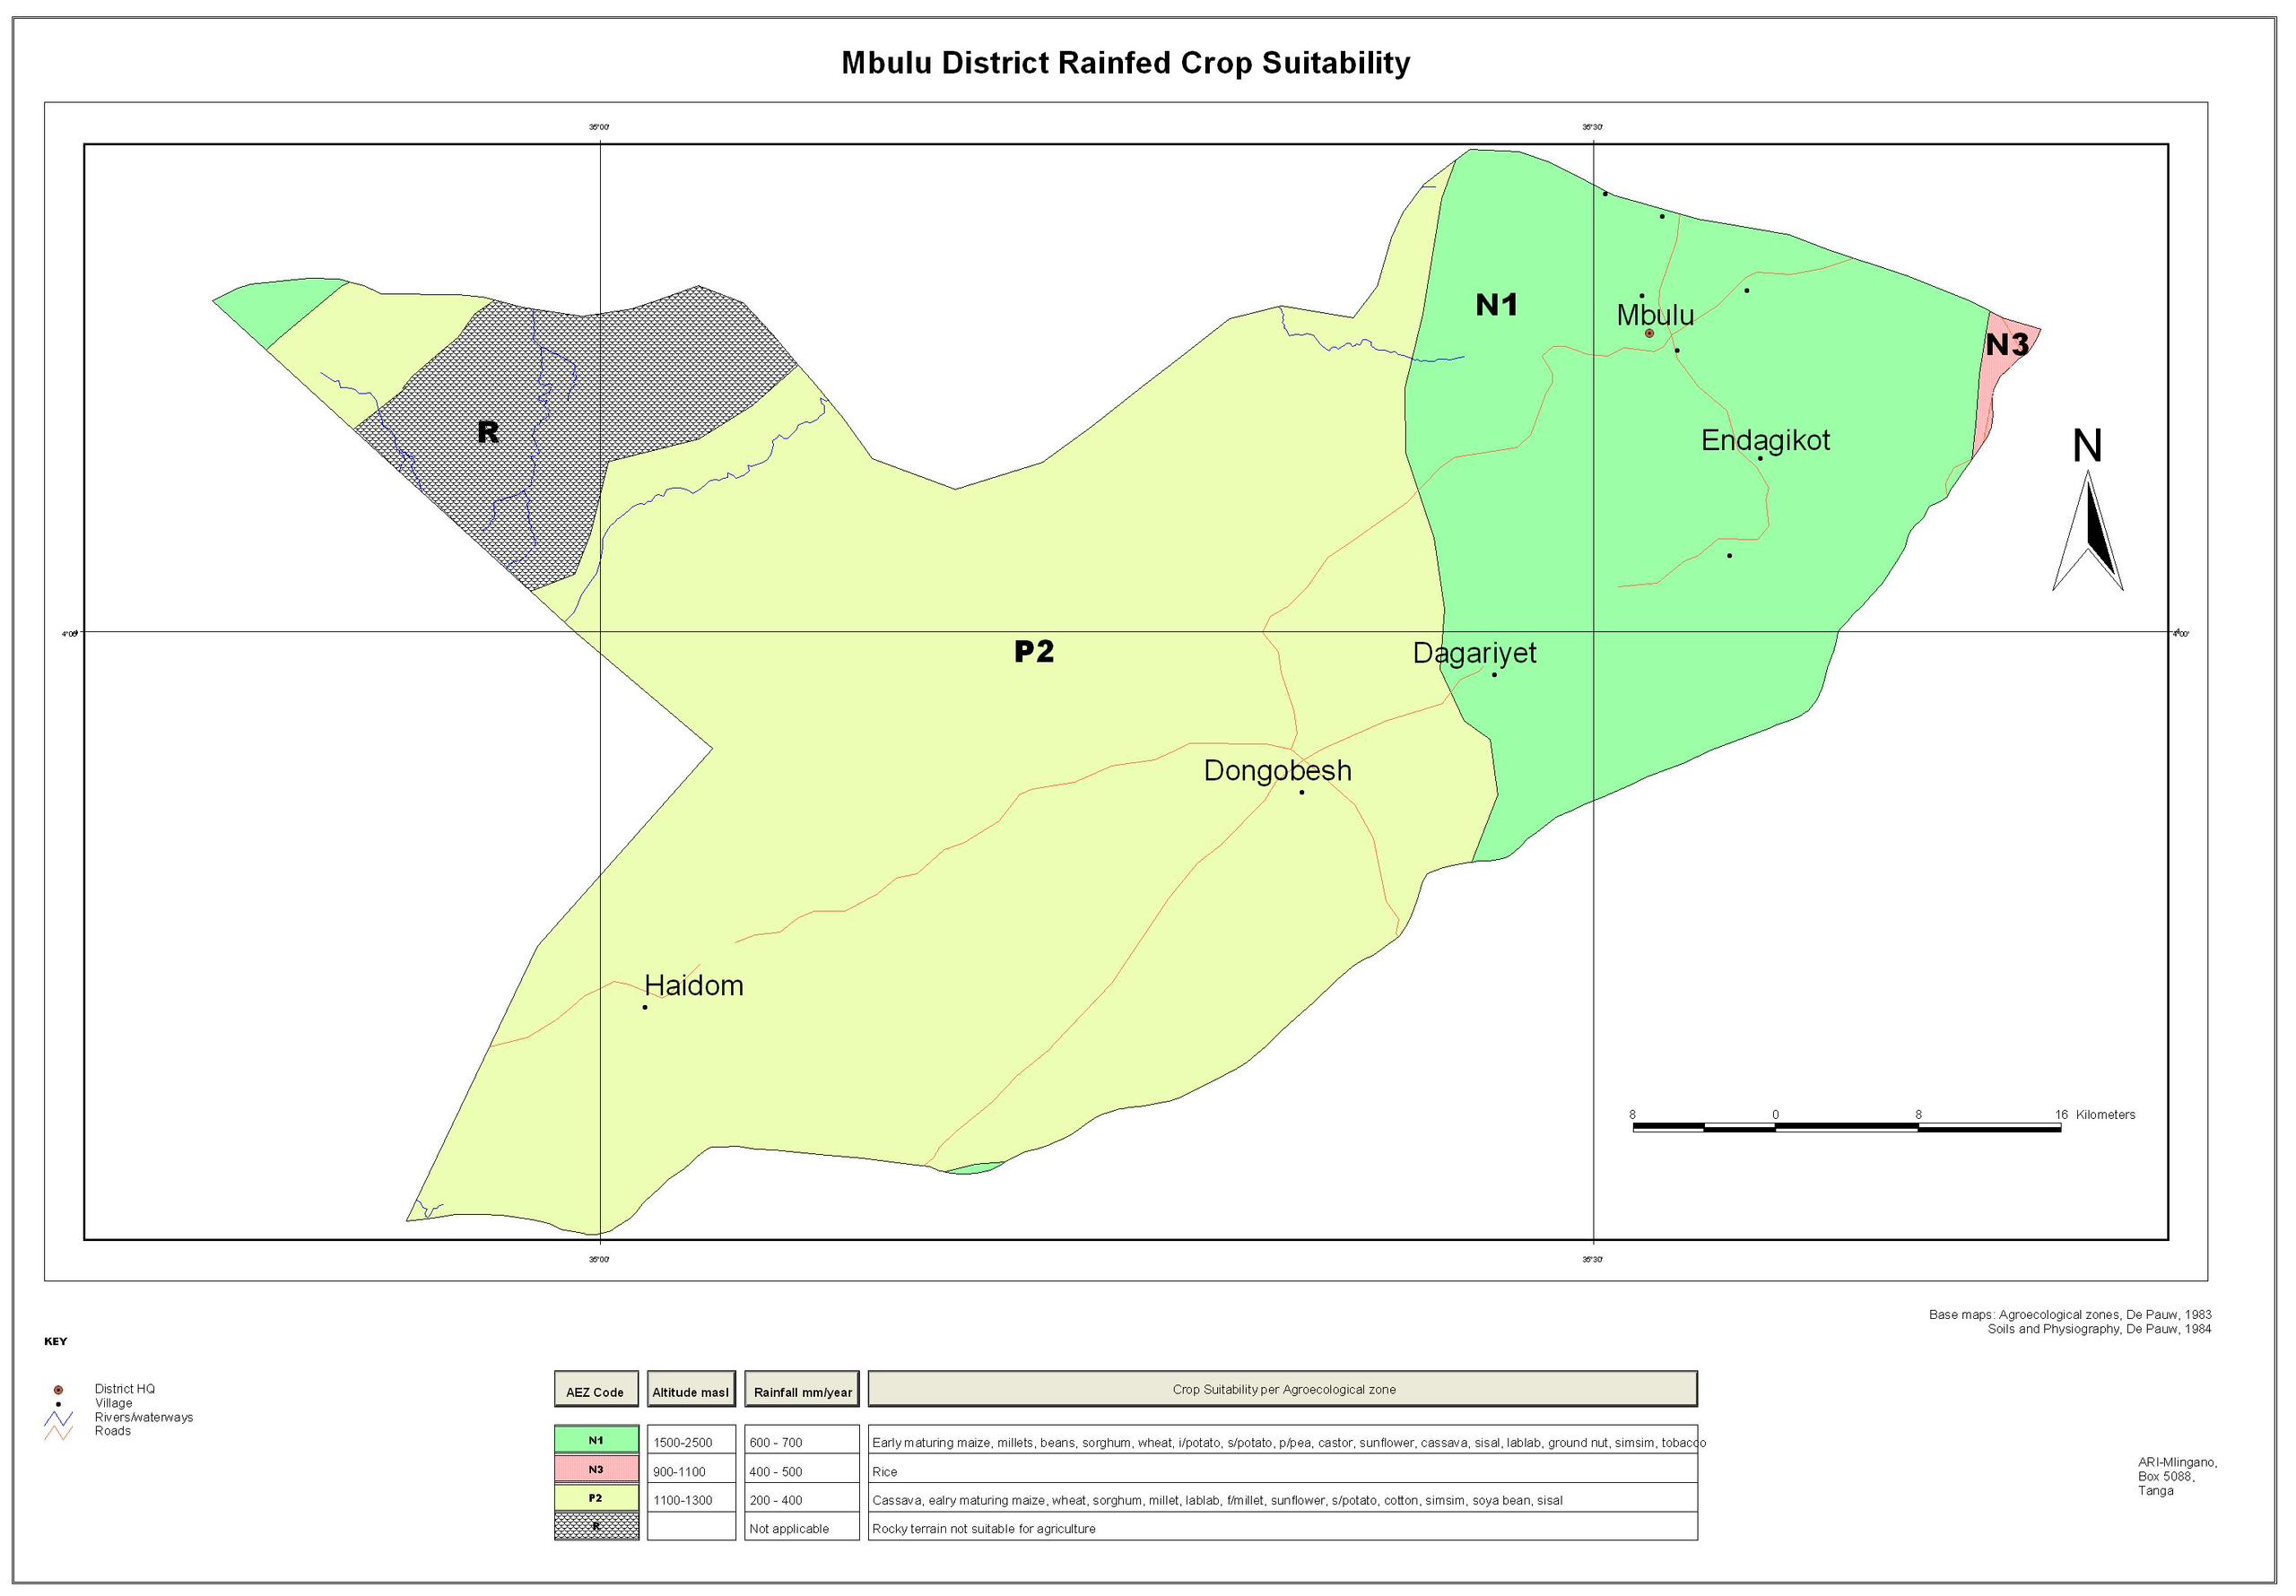 Mbulu District Rainfed Crop Suitability
35°00'
35°30'
N1
Mbulu
N3
R
Endagikot
N
4°00'
4°00'
P2
Dagariyet
Dongobesh
Haidom
8 0 8 16 Kilometers
35°00'
35°30'
Base maps: Agroecological zones, De Pauw, 1983
Soils and Physiography, De Pauw, 1984
KEY
District HQ
Village
Rivers/waterways
Roads
AEZ Code Altitude masl Rainfall mm/year Crop Suitability per Agroecological zone
N1 1500-2500 600 - 700 Early maturing maize, millets, beans, sorghum, wheat, i/potato, s/potato, p/pea, castor, sunflower, cassava, sisal, lablab, ground nut, simsim, tobacco
N3 900-1100 400 - 500 Rice
P2 1100-1300 200 - 400 Cassava, ealry maturing maize, wheat, sorghum, millet, lablab, f/millet, sunflower, s/potato, cotton, simsim, soya bean, sisal
R Not applicable Rocky terrain not suitable for agriculture
ARI-Mlingano,
Box 5088,
Tanga